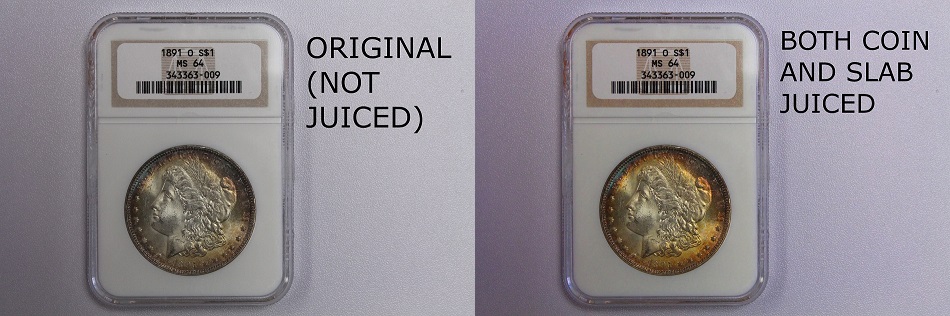 1891 O S$1
MS 64
343363-009
ORIGINAL
(NOT
JUICED)
1891 O S$1
MS 64
343363-009
BOTH COIN
AND SLAB
JUICED